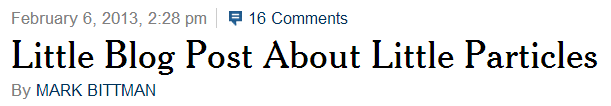 February 6, 2013, 2:28 pm 16 Comments
Little Blog Post About Little Particles
By MARK BITTMAN